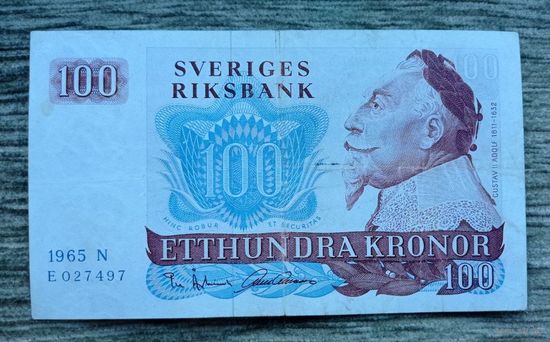 100
SVERIGES
RIKSBANK
100
100
GUSTAV II ADOLF 1611-1632
HINC ROBUR ET SECURITAS
1965 N
E 027497
ETTHUNDRA KRONOR
100